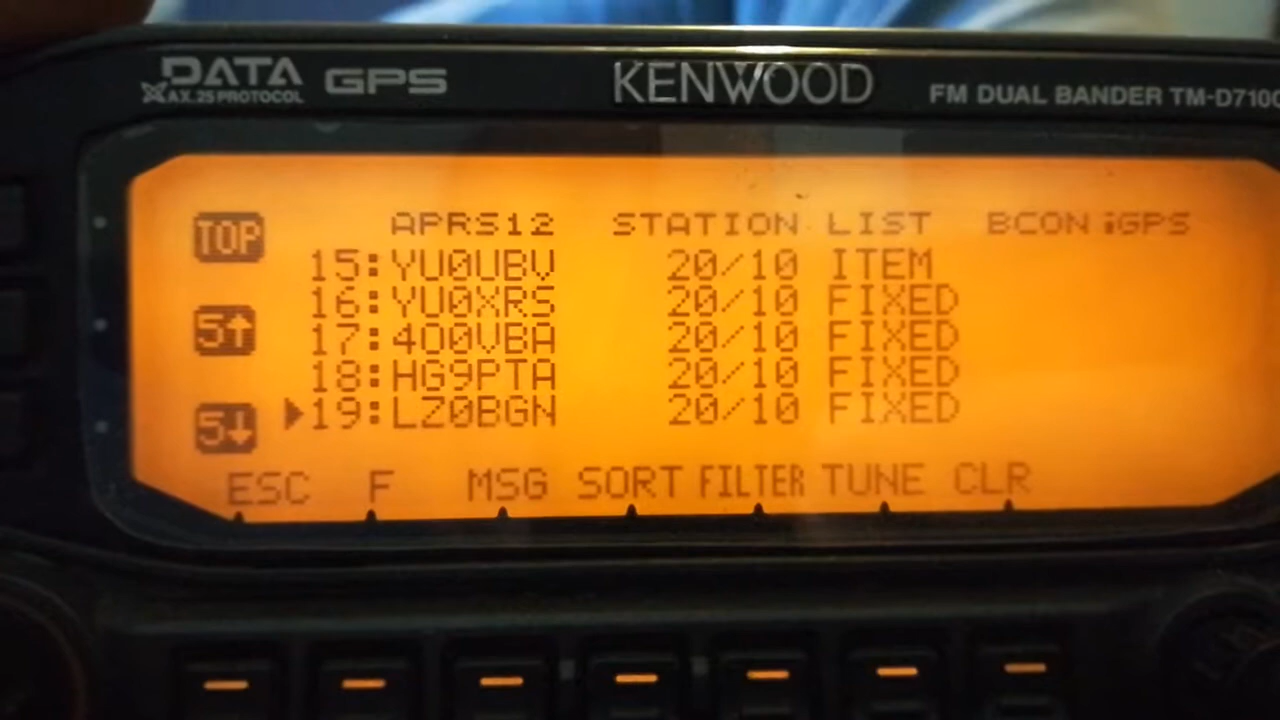 DATA GPS KENWOOD FM DUAL BANDER TM-D710G
AX.25 PROTOCOL
TOP APRS12 STATION LIST BCON iGPS
15:YU0UBV 20/10 ITEM
16:YU0XRS 20/10 FIXED
5↑ 17:4O0VBA 20/10 FIXED
18:HG9PTA 20/10 FIXED
5↓ ▶19:LZ0BGN 20/10 FIXED
ESC F MSG SORT FILTER TUNE CLR